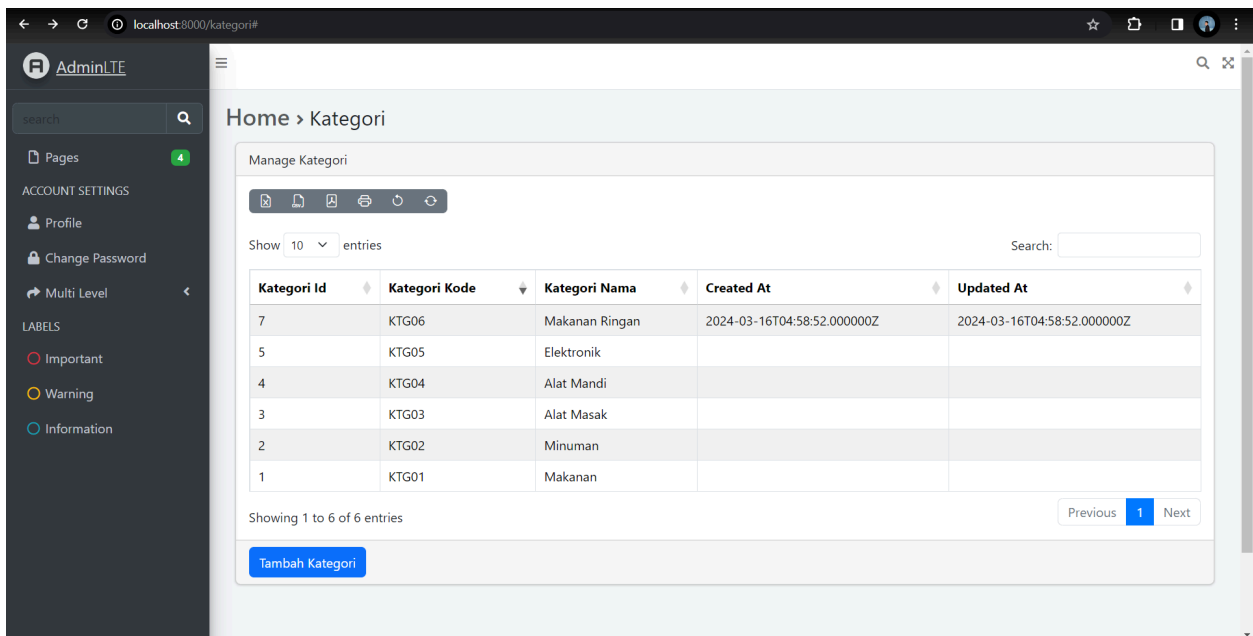 localhost:8000/kategori#
AdminLTE
search
Pages 4
ACCOUNT SETTINGS
Profile
Change Password
Multi Level
LABELS
Important
Warning
Information
Home › Kategori
Manage Kategori
Show 10 entries
Search:
Kategori Id Kategori Kode Kategori Nama Created At Updated At
7 KTG06 Makanan Ringan 2024-03-16T04:58:52.000000Z 2024-03-16T04:58:52.000000Z
5 KTG05 Elektronik
4 KTG04 Alat Mandi
3 KTG03 Alat Masak
2 KTG02 Minuman
1 KTG01 Makanan
Showing 1 to 6 of 6 entries
Previous 1 Next
Tambah Kategori